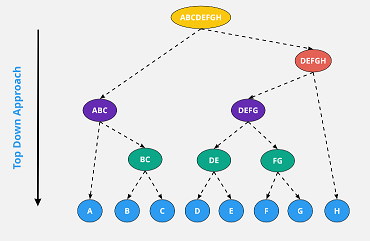 ABCDEFGH
DEFGH
Top Down Approach
ABC
DEFG
BC
DE
FG
A
B
C
D
E
F
G
H